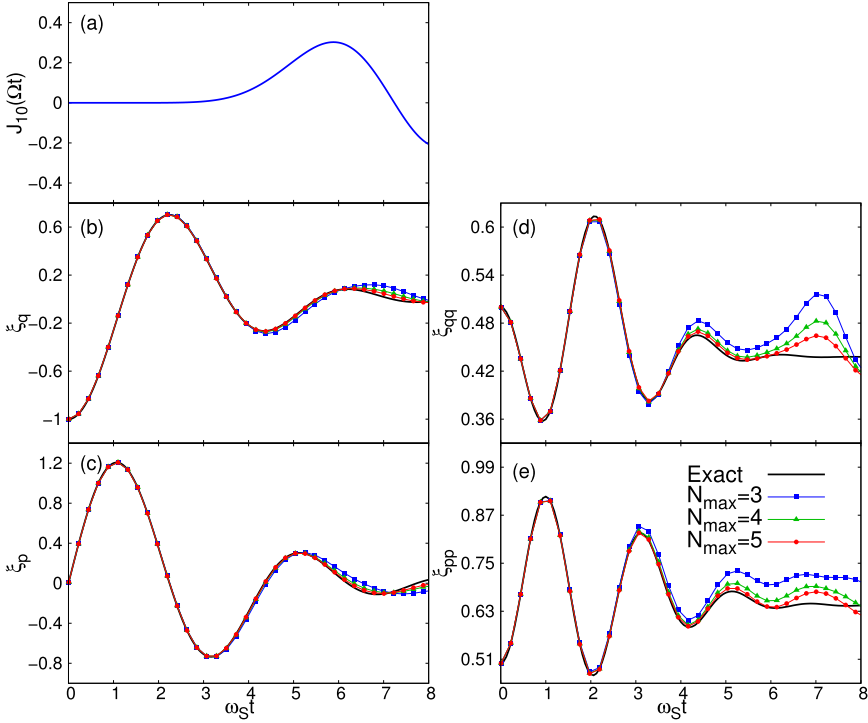 (a)
J10(Ωt)
0.4
0.2
0
-0.2
-0.4
(b)
ξq
0.6
0.2
-0.2
-0.6
-1
(c)
ξp
1.2
0.8
0.4
0
-0.4
-0.8
0 1 2 3 4 5 6 7 8
ωSt
(d)
ξqq
0.6
0.54
0.48
0.42
0.36
(e)
ξpp
0.99
0.87
0.75
0.63
0.51
Exact
Nmax=3
Nmax=4
Nmax=5
0 1 2 3 4 5 6 7 8
ωSt